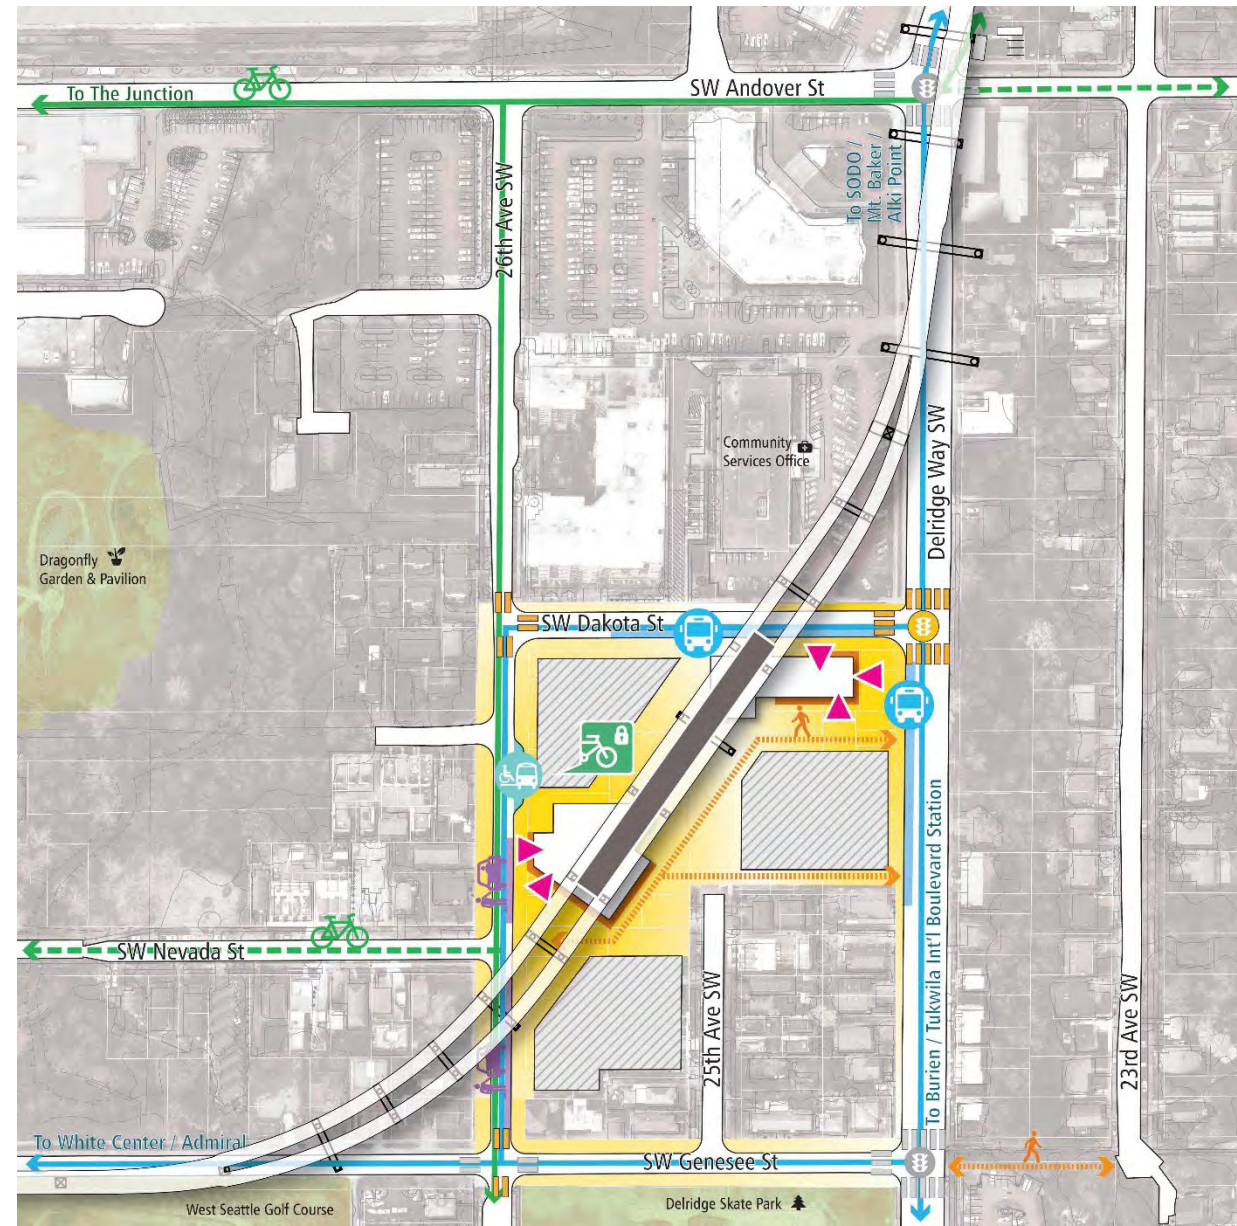 To The Junction
SW Andover St
26th Ave SW
To SODO /
Mt. Baker /
Alki Point
Community
Services Office
Delridge Way SW
Dragonfly
Garden & Pavilion
SW Dakota St
SW Nevada St
25th Ave SW
To Burien / Tukwila Int'l Boulevard Station
23rd Ave SW
To White Center / Admiral
SW Genesee St
West Seattle Golf Course
Delridge Skate Park